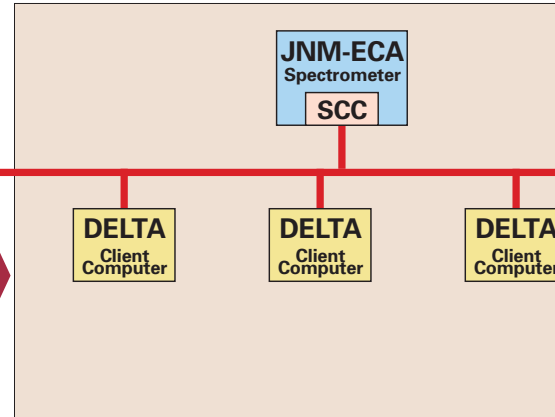 JNM-ECA
Spectrometer
SCC
DELTA
Client
Computer
DELTA
Client
Computer
DELTA
Client
Computer